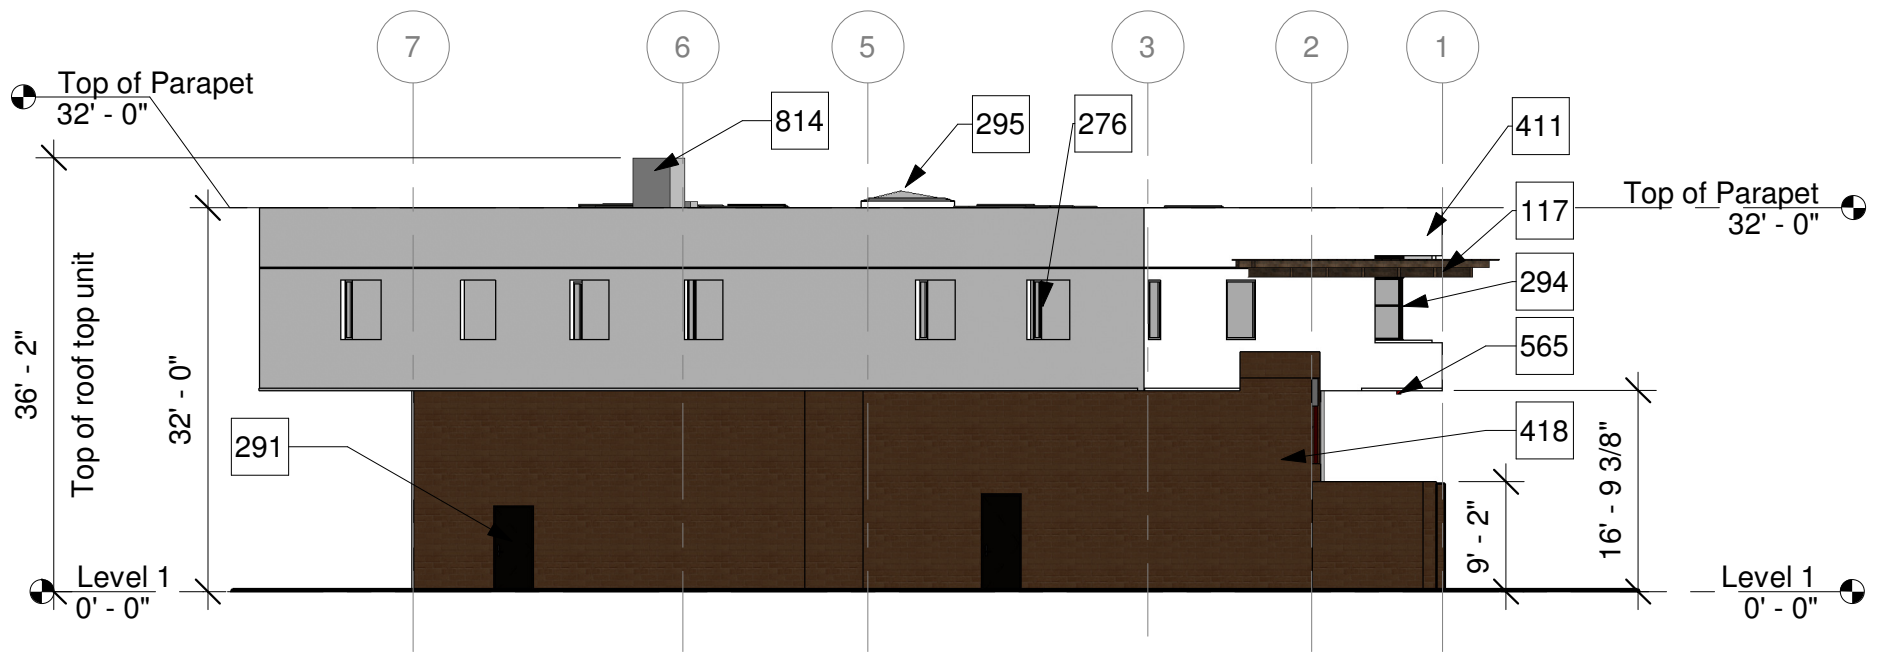 7
6
5
3
2
1
Top of Parapet
32' - 0"
814
295
276
411
Top of Parapet
32' - 0"
117
294
565
418
291
36' - 2"
Top of roof top unit
32' - 0"
9' - 2"
16' - 9 3/8"
Level 1
0' - 0"
Level 1
0' - 0"